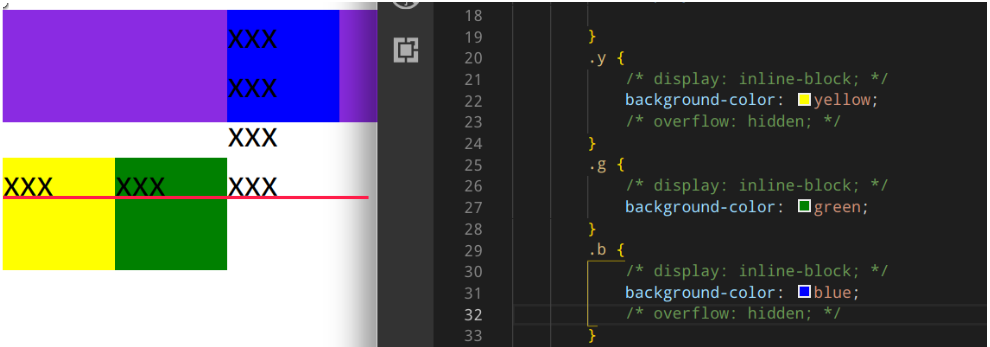 XXX
XXX
XXX
XXX XXX XXX
18
19 }
20 .y {
21 /* display: inline-block; */
22 background-color: yellow;
23 /* overflow: hidden; */
24 }
25 .g {
26 /* display: inline-block; */
27 background-color: green;
28 }
29 .b {
30 /* display: inline-block; */
31 background-color: blue;
32 /* overflow: hidden; */
33 }